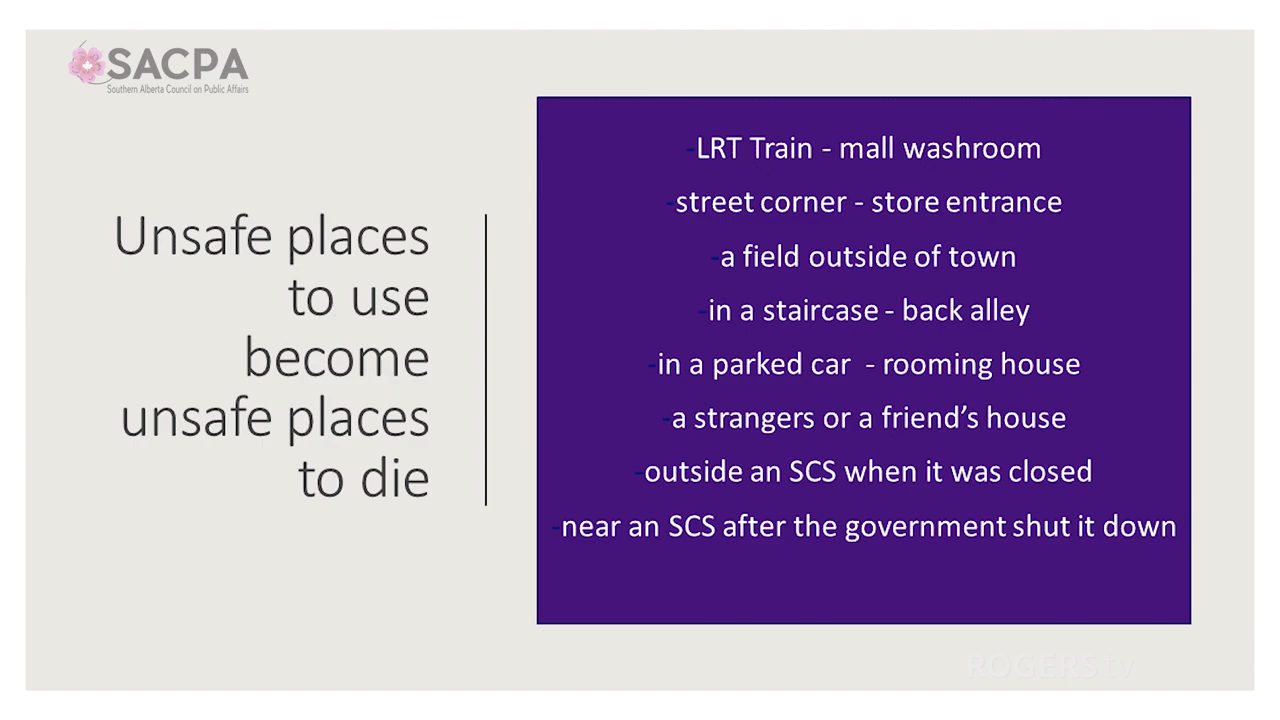 SACPA
Southern Alberta Council on Public Affairs
Unsafe places
to use
become
unsafe places
to die
-LRT Train - mall washroom
-street corner - store entrance
-a field outside of town
-in a staircase - back alley
-in a parked car - rooming house
-a strangers or a friend's house
-outside an SCS when it was closed
-near an SCS after the government shut it down
ROGERStv